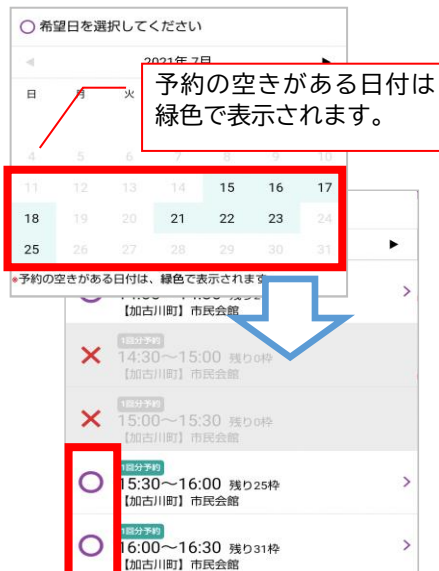 希望日を選択してください
2021年 7月
日 月 火
予約の空きがある日付は
緑色で表示されます。
4 5 6 7 8 9 10
11 12 13 14 15 16 17
18 19 20 21 22 23 24
25 26 27 28 29 30 31
*予約の空きがある日付は、緑色で表示されます
【加古川町】市民会館
1回分予約
14:30～15:00 残り0枠
【加古川町】市民会館
1回分予約
15:00～15:30 残り0枠
【加古川町】市民会館
1回分予約
15:30～16:00 残り25枠
【加古川町】市民会館
1回分予約
16:00～16:30 残り31枠
【加古川町】市民会館